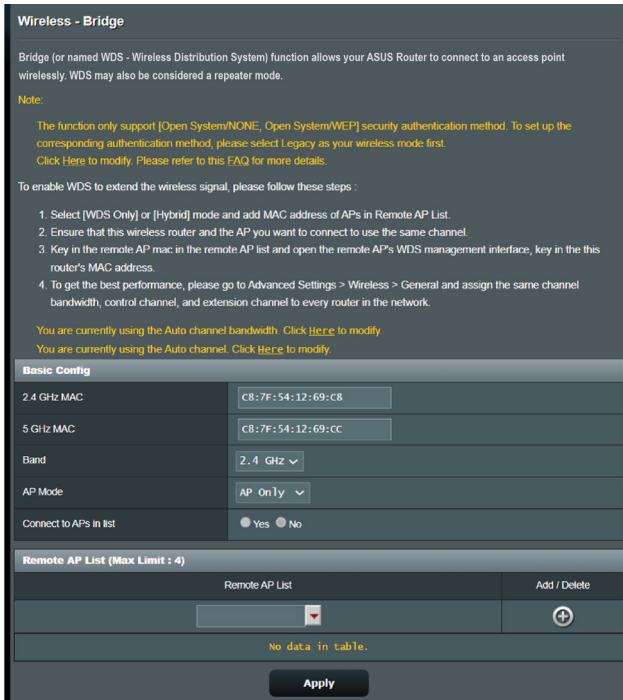 Wireless - Bridge
Bridge (or named WDS - Wireless Distribution System) function allows your ASUS Router to connect to an access point
wirelessly. WDS may also be considered a repeater mode.
Note:
The function only support [Open System/NONE, Open System/WEP] security authentication method. To set up the
corresponding authentication method, please select Legacy as your wireless mode first.
Click Here to modify. Please refer to this FAQ for more details.
To enable WDS to extend the wireless signal, please follow these steps :
1. Select [WDS Only] or [Hybrid] mode and add MAC address of APs in Remote AP List.
2. Ensure that this wireless router and the AP you want to connect to use the same channel.
3. Key in the remote AP mac in the remote AP list and open the remote AP's WDS management interface, key in the this
router's MAC address.
4. To get the best performance, please go to Advanced Settings > Wireless > General and assign the same channel
bandwidth, control channel, and extension channel to every router in the network.
You are currently using the Auto channel bandwidth. Click Here to modify.
You are currently using the Auto channel. Click Here to modify.
Basic Config
2.4 GHz MAC C8:7F:54:12:69:C8
5 GHz MAC C8:7F:54:12:69:CC
Band 2.4 GHz
AP Mode AP Only
Connect to APs in list Yes No
Remote AP List (Max Limit : 4)
Remote AP List Add / Delete
No data in table.
Apply